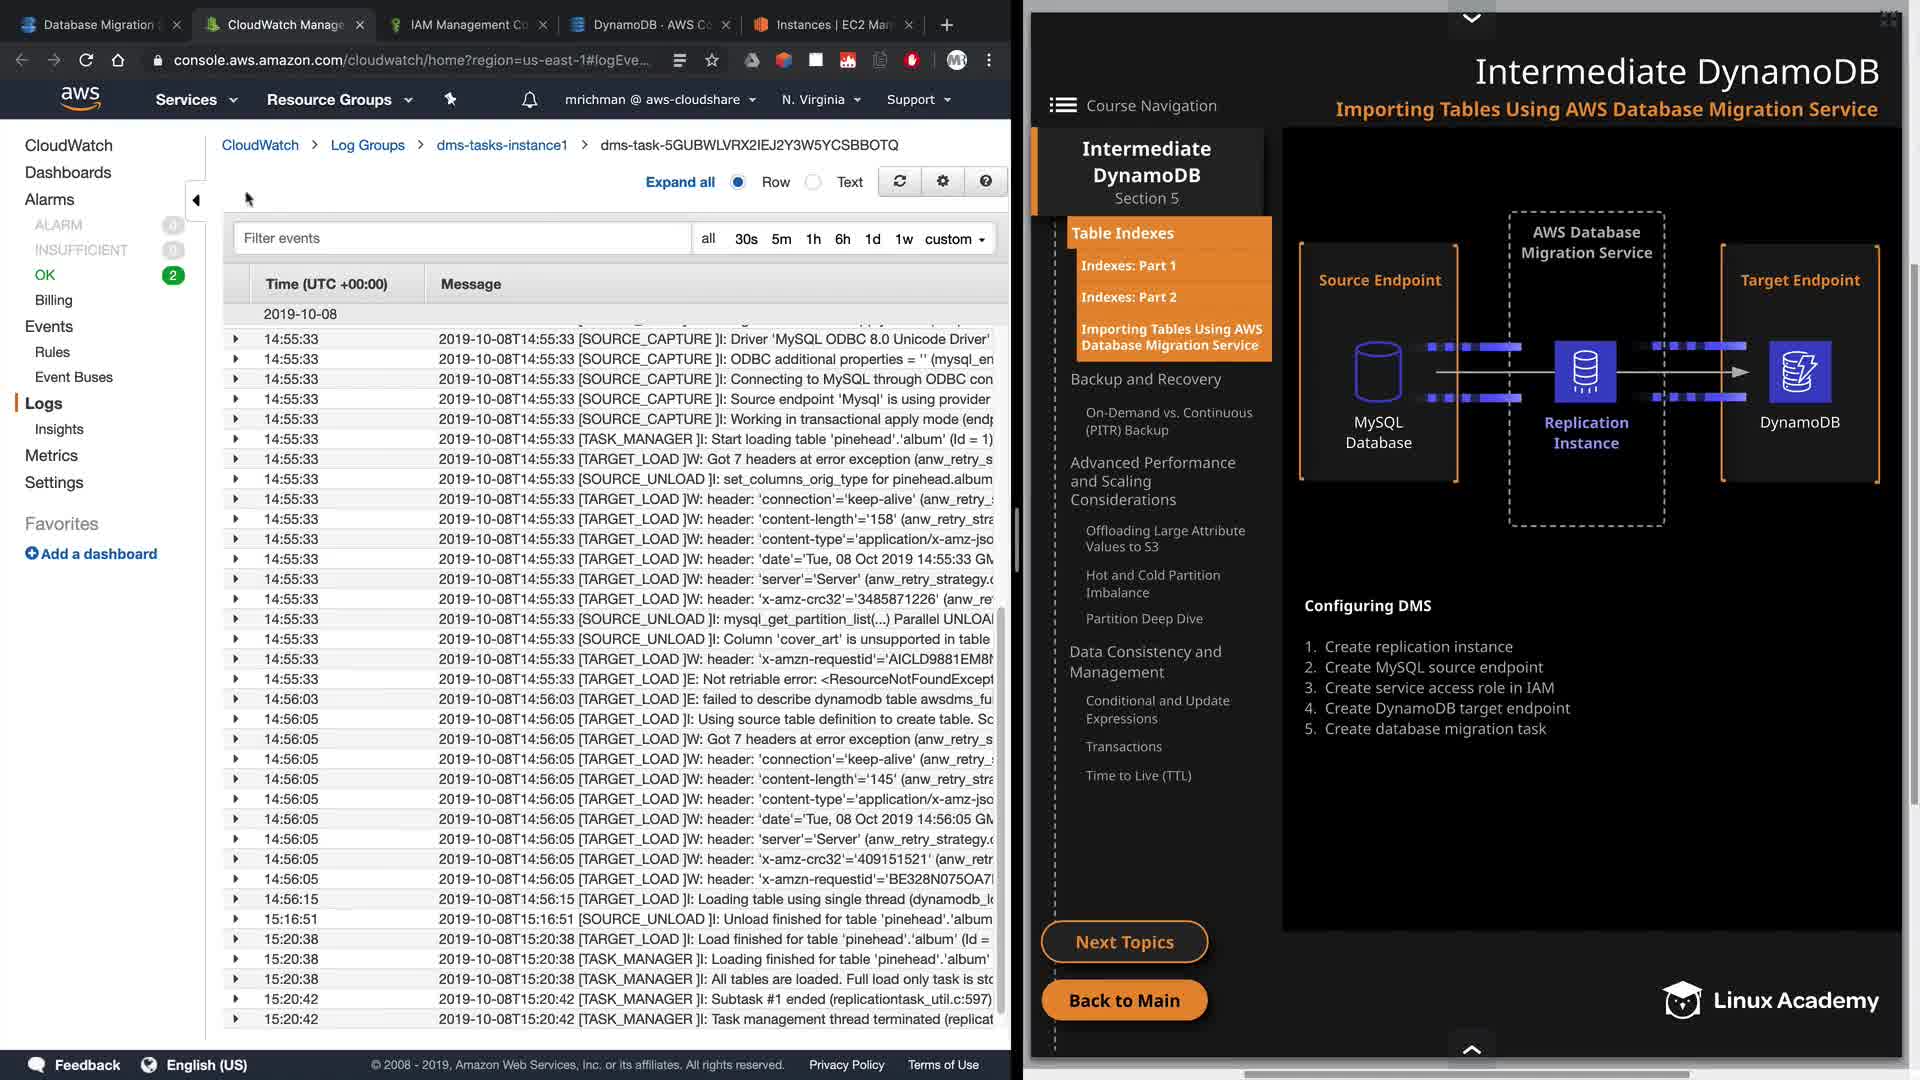 Database Migration
CloudWatch Manage
IAM Management Co
DynamoDB · AWS Co
Instances | EC2 Man
console.aws.amazon.com/cloudwatch/home?region=us-east-1#logEve...
aws
Services
Resource Groups
mrichman @ aws-cloudshare
N. Virginia
Support
CloudWatch
Dashboards
Alarms
ALARM 0
INSUFFICIENT 0
OK 2
Billing
Events
Rules
Event Buses
Logs
Insights
Metrics
Settings
Favorites
Add a dashboard
CloudWatch > Log Groups > dms-tasks-instance1 > dms-task-5GUBWLVRX2IEJ2Y3W5YCSBBOTQ
Expand all Row Text
Filter events
all 30s 5m 1h 6h 1d 1w custom
Time (UTC +00:00) Message
2019-10-08
14:55:33 2019-10-08T14:55:33 [SOURCE_CAPTURE ]I: Driver 'MySQL ODBC 8.0 Unicode Driver'
14:55:33 2019-10-08T14:55:33 [SOURCE_CAPTURE ]I: ODBC additional properties = '' (mysql_en
14:55:33 2019-10-08T14:55:33 [SOURCE_CAPTURE ]I: Connecting to MySQL through ODBC con
14:55:33 2019-10-08T14:55:33 [SOURCE_CAPTURE ]I: Source endpoint 'Mysql' is using provider
14:55:33 2019-10-08T14:55:33 [SOURCE_CAPTURE ]I: Working in transactional apply mode (endp
14:55:33 2019-10-08T14:55:33 [TASK_MANAGER ]I: Start loading table 'pinehead'.'album' (Id = 1)
14:55:33 2019-10-08T14:55:33 [TARGET_LOAD ]W: Got 7 headers at error exception (anw_retry_s
14:55:33 2019-10-08T14:55:33 [SOURCE_UNLOAD ]I: set_columns_orig_type for pinehead.album
14:55:33 2019-10-08T14:55:33 [TARGET_LOAD ]W: header: 'connection'='keep-alive' (anw_retry_
14:55:33 2019-10-08T14:55:33 [TARGET_LOAD ]W: header: 'content-length'='158' (anw_retry_stra
14:55:33 2019-10-08T14:55:33 [TARGET_LOAD ]W: header: 'content-type'='application/x-amz-jso
14:55:33 2019-10-08T14:55:33 [TARGET_LOAD ]W: header: 'date'='Tue, 08 Oct 2019 14:55:33 GM
14:55:33 2019-10-08T14:55:33 [TARGET_LOAD ]W: header: 'server'='Server' (anw_retry_strategy.c
14:55:33 2019-10-08T14:55:33 [TARGET_LOAD ]W: header: 'x-amz-crc32'='3485871226' (anw_re
14:55:33 2019-10-08T14:55:33 [SOURCE_UNLOAD ]I: mysql_get_partition_list(...) Parallel UNLOA
14:55:33 2019-10-08T14:55:33 [SOURCE_UNLOAD ]I: Column 'cover_art' is unsupported in table
14:55:33 2019-10-08T14:55:33 [TARGET_LOAD ]W: header: 'x-amzn-requestid'='AICLD9881EM8
14:55:33 2019-10-08T14:55:33 [TARGET_LOAD ]E: Not retriable error: <ResourceNotFoundExcept
14:56:03 2019-10-08T14:56:03 [TARGET_LOAD ]E: failed to describe dynamodb table awsdms_fu
14:56:05 2019-10-08T14:56:05 [TARGET_LOAD ]I: Using source table definition to create table. So
14:56:05 2019-10-08T14:56:05 [TARGET_LOAD ]W: Got 7 headers at error exception (anw_retry_s
14:56:05 2019-10-08T14:56:05 [TARGET_LOAD ]W: header: 'connection'='keep-alive' (anw_retry_
14:56:05 2019-10-08T14:56:05 [TARGET_LOAD ]W: header: 'content-length'='145' (anw_retry_stra
14:56:05 2019-10-08T14:56:05 [TARGET_LOAD ]W: header: 'content-type'='application/x-amz-jso
14:56:05 2019-10-08T14:56:05 [TARGET_LOAD ]W: header: 'date'='Tue, 08 Oct 2019 14:56:05 GM
14:56:05 2019-10-08T14:56:05 [TARGET_LOAD ]W: header: 'server'='Server' (anw_retry_strategy.c
14:56:05 2019-10-08T14:56:05 [TARGET_LOAD ]W: header: 'x-amz-crc32'='409151521' (anw_retr
14:56:05 2019-10-08T14:56:05 [TARGET_LOAD ]W: header: 'x-amzn-requestid'='BE328N075OA7
14:56:15 2019-10-08T14:56:15 [TARGET_LOAD ]I: Loading table using single thread (dynamodb_lo
15:16:51 2019-10-08T15:16:51 [SOURCE_UNLOAD ]I: Unload finished for table 'pinehead'.'album
15:20:38 2019-10-08T15:20:38 [TARGET_LOAD ]I: Load finished for table 'pinehead'.'album' (Id =
15:20:38 2019-10-08T15:20:38 [TASK_MANAGER ]I: Loading finished for table 'pinehead'.'album'
15:20:38 2019-10-08T15:20:38 [TASK_MANAGER ]I: All tables are loaded. Full load only task is sto
15:20:42 2019-10-08T15:20:42 [TASK_MANAGER ]I: Subtask #1 ended (replicationtask_util.c:597)
15:20:42 2019-10-08T15:20:42 [TASK_MANAGER ]I: Task management thread terminated (replicat
Feedback English (US)
© 2008 - 2019, Amazon Web Services, Inc. or its affiliates. All rights reserved. Privacy Policy Terms of Use
Intermediate DynamoDB
Importing Tables Using AWS Database Migration Service
Course Navigation
Intermediate
DynamoDB
Section 5
Table Indexes
Indexes: Part 1
Indexes: Part 2
Importing Tables Using AWS
Database Migration Service
Backup and Recovery
On-Demand vs. Continuous
(PITR) Backup
Advanced Performance
and Scaling
Considerations
Offloading Large Attribute
Values to S3
Hot and Cold Partition
Imbalance
Partition Deep Dive
Data Consistency and
Management
Conditional and Update
Expressions
Transactions
Time to Live (TTL)
Next Topics
Back to Main
AWS Database
Migration Service
Source Endpoint
Target Endpoint
MySQL
Database
Replication
Instance
DynamoDB
Configuring DMS
1. Create replication instance
2. Create MySQL source endpoint
3. Create service access role in IAM
4. Create DynamoDB target endpoint
5. Create database migration task
Linux Academy